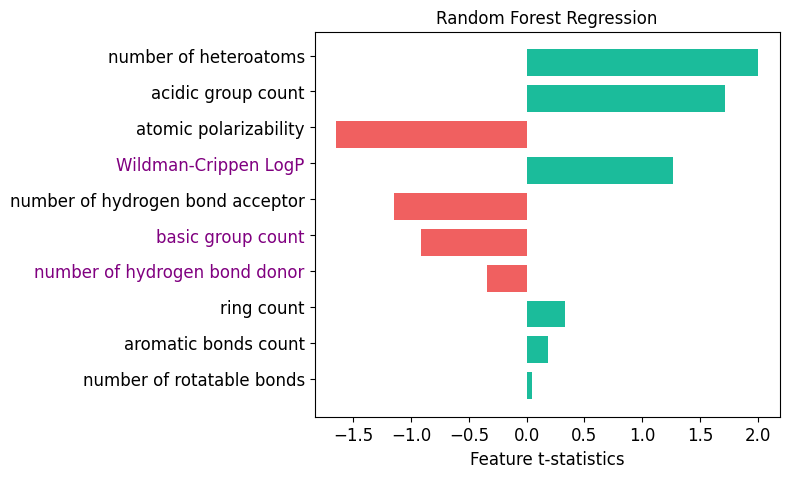 Random Forest Regression
number of heteroatoms
acidic group count
atomic polarizability
Wildman-Crippen LogP
number of hydrogen bond acceptor
basic group count
number of hydrogen bond donor
ring count
aromatic bonds count
number of rotatable bonds
−1.5 −1.0 −0.5 0.0 0.5 1.0 1.5 2.0
Feature t-statistics